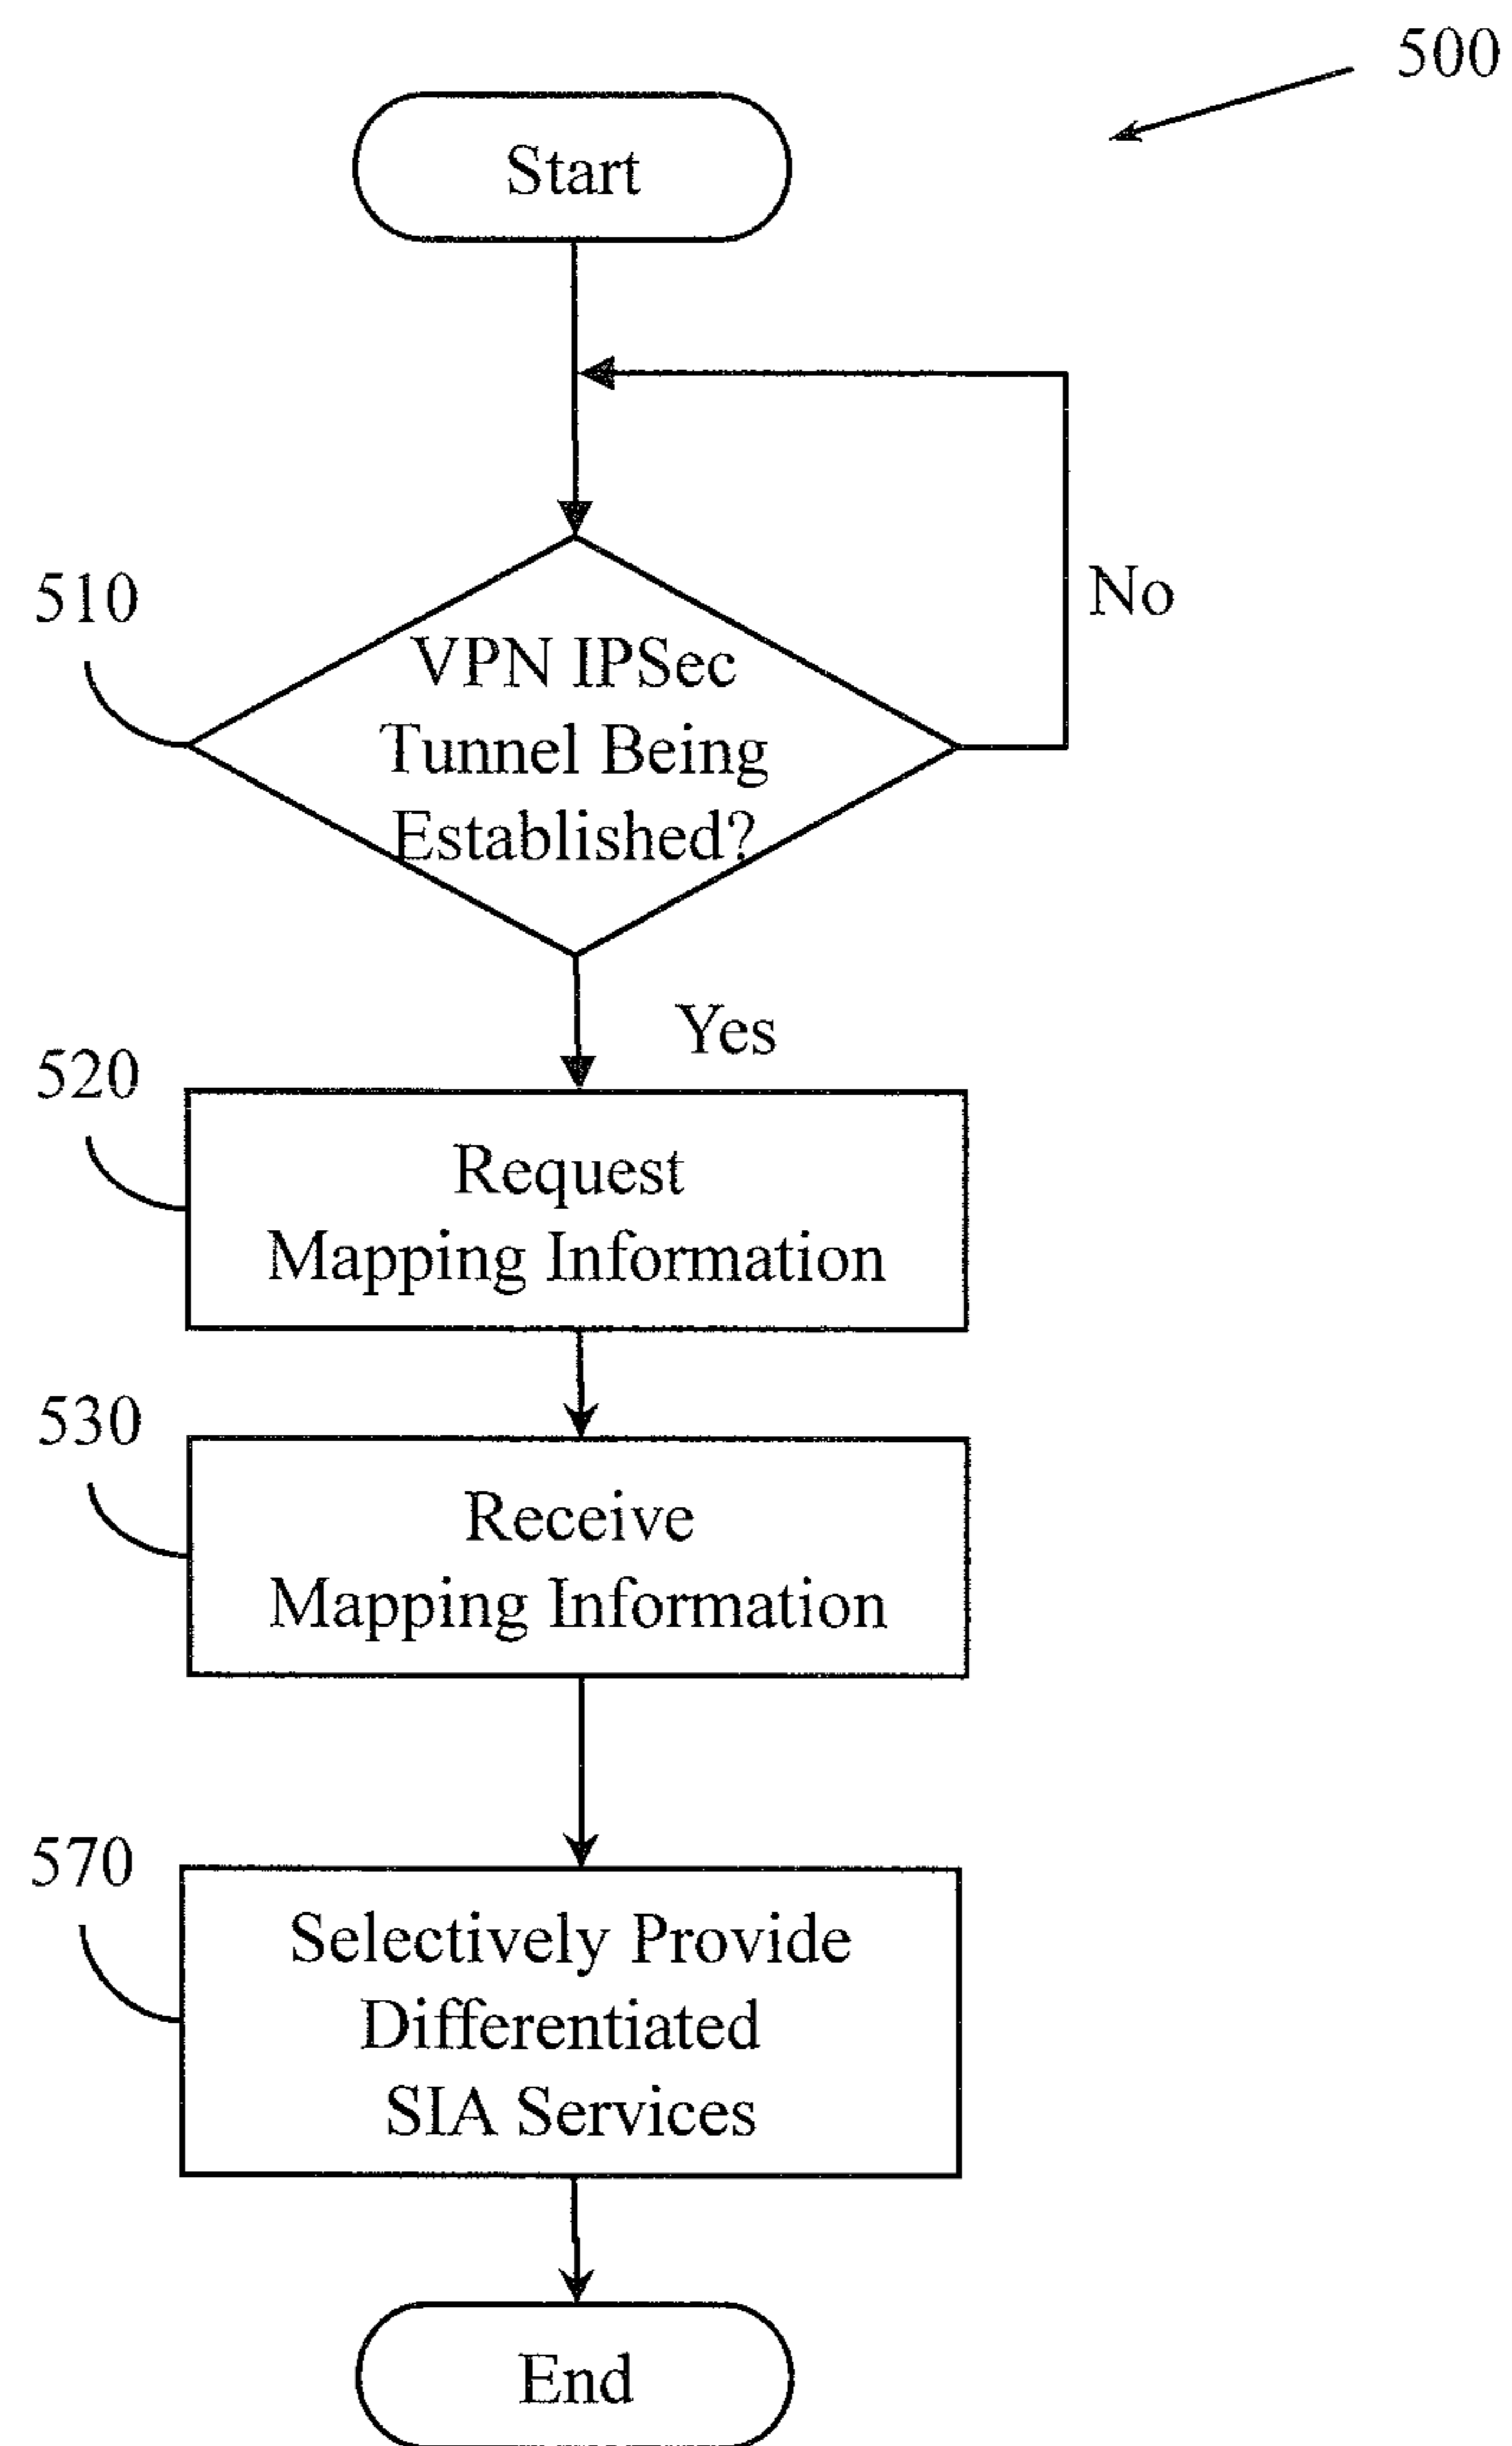 500
Start
510
VPN IPSec
Tunnel Being
Established?
No
Yes
520
Request
Mapping Information
530
Receive
Mapping Information
570
Selectively Provide
Differentiated
SIA Services
End